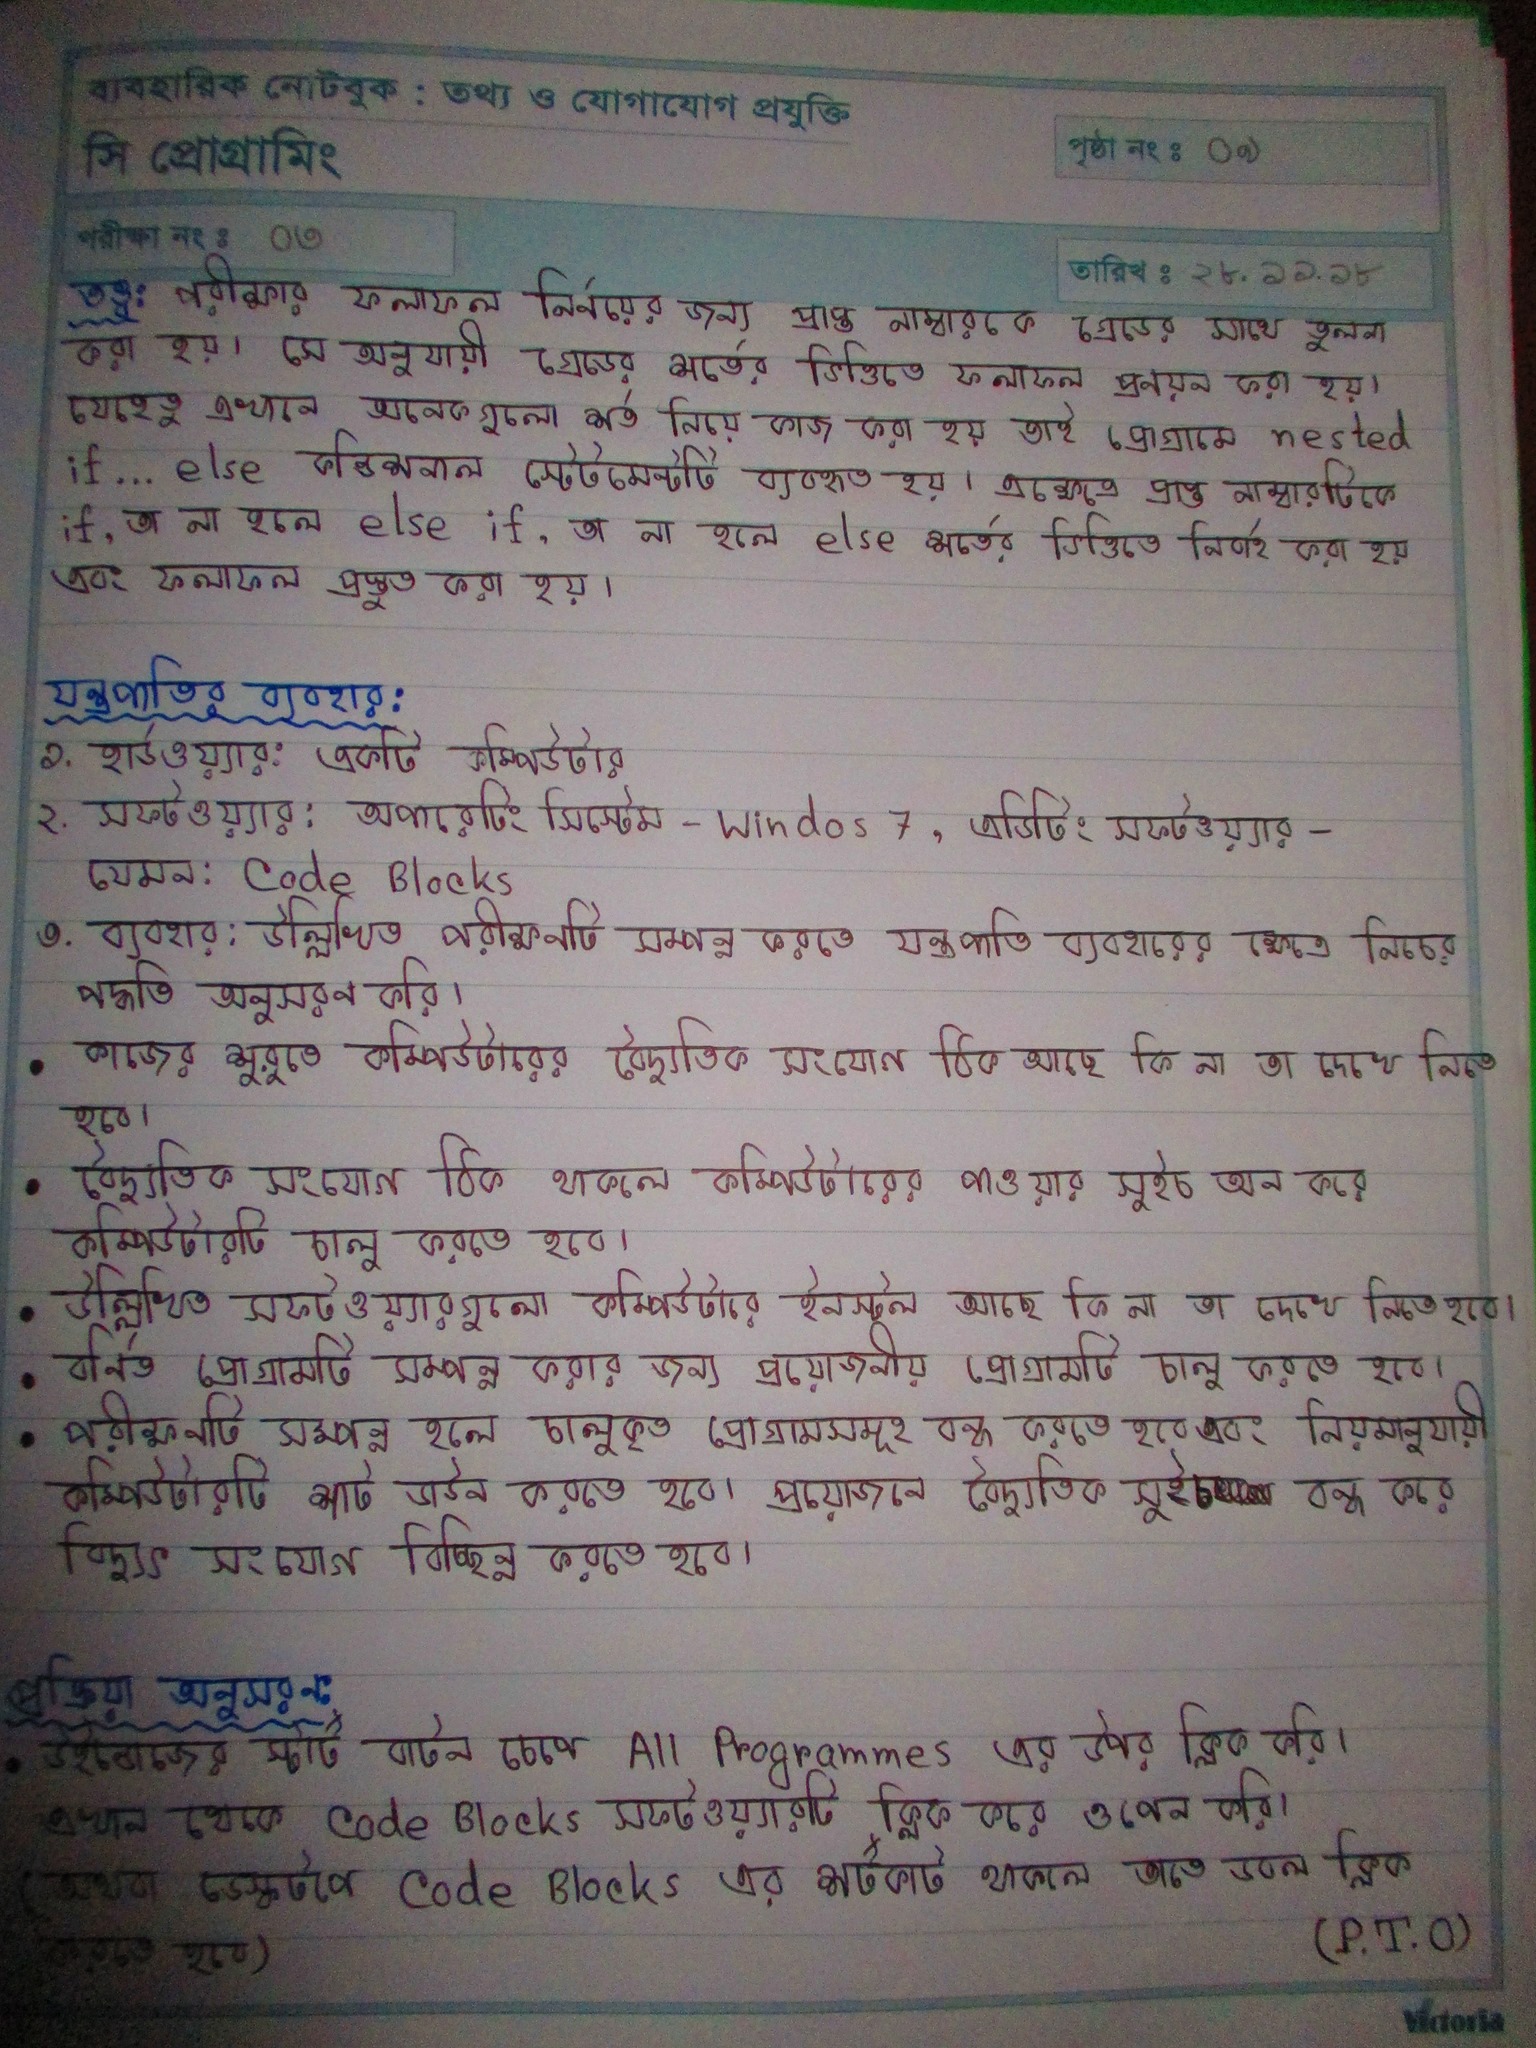 ব্যবহারিক নোটবুক : তথ্য ও যোগাযোগ প্রযুক্তি
সি প্রোগ্রামিং
পৃষ্ঠা নং :
পরীক্ষা নং : 0৩
তারিখ : ২৮.১১.১৮
তত্ত্ব: পরীক্ষার ফলাফল নির্নয়ের জন্য প্রাপ্ত নাম্বারকে গ্রেডের সাথে তুলনা
করা হয়। সে অনুযায়ী গ্রেডের শর্তের ভিত্তিতে ফলাফল প্রনয়ন করা হয়।
যেহেতু এখানে অনেকগুলো শর্ত নিয়ে কাজ করা হয় তাই প্রোগ্রামে nested
if... else কন্ডিশনাল স্টেটমেন্টটি ব্যবহৃত হয়। এক্ষেত্রে প্রাপ্ত নাম্বারটিকে
if, তা না হলে else if, তা না হলে else শর্তের ভিত্তিতে নির্বাহ করা হয়
এবং ফলাফল প্রস্তুত করা হয়।
যন্ত্রপাতির ব্যবহার:
১. হার্ডওয়্যার: একটি কম্পিউটার
২. সফটওয়্যার: অপারেটিং সিস্টেম - Windos 7, এডিটিং সফটওয়্যার -
যেমন: Code Blocks
৩. ব্যবহার: উল্লিখিত পরীক্ষনটি সম্পন্ন করতে যন্ত্রপাতি ব্যবহারের ক্ষেত্রে নিচের
পদ্ধতি অনুসরন করি।
• কাজের শুরুতে কম্পিউটারের বৈদ্যুতিক সংযোগ ঠিক আছে কি না তা দেখে নিতে
হবে।
• বৈদ্যুতিক সংযোগ ঠিক থাকলে কম্পিউটারের পাওয়ার সুইচ অন করে
কম্পিউটারটি চালু করতে হবে।
• উল্লিখিত সফটওয়্যারগুলো কম্পিউটারে ইনস্টল আছে কি না তা দেখে নিতে হবে।
• বর্নিত প্রোগ্রামটি সম্পন্ন করার জন্য প্রয়োজনীয় প্রোগ্রামটি চালু করতে হবে।
• পরীক্ষনটি সম্পন্ন হলে চালুকৃত প্রোগ্রামসমূহ বন্ধ করতে হবে এবং নিয়মানুযায়ী
কম্পিউটারটি শাট ডাউন করতে হবে। প্রয়োজনে বৈদ্যুতিক সুইচ বন্ধ করে
বিদ্যুৎ সংযোগ বিচ্ছিন্ন করতে হবে।
প্রক্রিয়া অনুসরন:
• উইন্ডোজের স্টার্ট বাটন চেপে All Programmes এর উপর ক্লিক করি।
এখান থেকে Code Blocks সফটওয়্যারটি ক্লিক করে ওপেন করি।
(অথবা ডেস্কটপে Code Blocks এর শর্টকাট থাকলে তাতে ডবল ক্লিক
করতে হবে)
(P.T.O)
Victoria